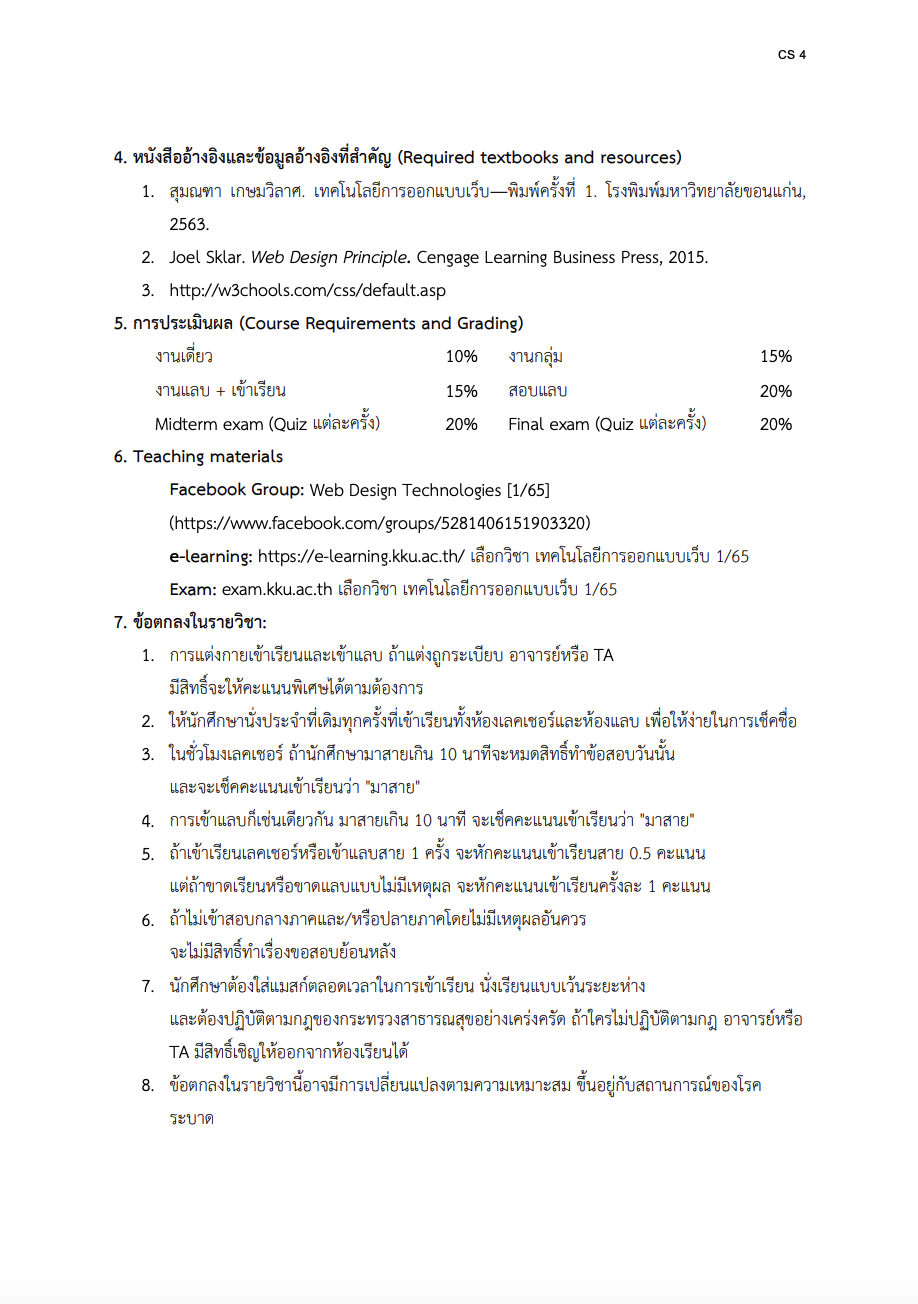 CS 4
4. หนังสืออ้างอิงและข้อมูลอ้างอิงที่สำคัญ (Required textbooks and resources)
1. สุมณฑา เกษมวิลาศ. เทคโนโลยีการออกแบบเว็บ—พิมพ์ครั้งที่ 1. โรงพิมพ์มหาวิทยาลัยขอนแก่น,
2563.
2. Joel Sklar. Web Design Principle. Cengage Learning Business Press, 2015.
3. http://w3chools.com/css/default.asp
5. การประเมินผล (Course Requirements and Grading)
งานเดี่ยว 10% งานกลุ่ม 15%
งานแลบ + เข้าเรียน 15% สอบแลบ 20%
Midterm exam (Quiz แต่ละครั้ง) 20% Final exam (Quiz แต่ละครั้ง) 20%
6. Teaching materials
Facebook Group: Web Design Technologies [1/65]
(https://www.facebook.com/groups/5281406151903320)
e-learning: https://e-learning.kku.ac.th/ เลือกวิชา เทคโนโลยีการออกแบบเว็บ 1/65
Exam: exam.kku.ac.th เลือกวิชา เทคโนโลยีการออกแบบเว็บ 1/65
7. ข้อตกลงในรายวิชา:
1. การแต่งกายเข้าเรียนและเข้าแลบ ถ้าแต่งถูกระเบียบ อาจารย์หรือ TA
มีสิทธิ์จะให้คะแนนพิเศษได้ตามต้องการ
2. ให้นักศึกษานั่งประจำที่เดิมทุกครั้งที่เข้าเรียนทั้งห้องเลคเชอร์และห้องแลบ เพื่อให้ง่ายในการเช็คชื่อ
3. ในชั่วโมงเลคเชอร์ ถ้านักศึกษามาสายเกิน 10 นาทีจะหมดสิทธิ์ทำข้อสอบวันนั้น
และจะเช็คคะแนนเข้าเรียนว่า "มาสาย"
4. การเข้าแลบก็เช่นเดียวกัน มาสายเกิน 10 นาที จะเช็คคะแนนเข้าเรียนว่า "มาสาย"
5. ถ้าเข้าเรียนเลคเชอร์หรือเข้าแลบสาย 1 ครั้ง จะหักคะแนนเข้าเรียนสาย 0.5 คะแนน
แต่ถ้าขาดเรียนหรือขาดแลบแบบไม่มีเหตุผล จะหักคะแนนเข้าเรียนครั้งละ 1 คะแนน
6. ถ้าไม่เข้าสอบกลางภาคและ/หรือปลายภาคโดยไม่มีเหตุผลอันควร
จะไม่มีสิทธิ์ทำเรื่องขอสอบย้อนหลัง
7. นักศึกษาต้องใส่แมสก์ตลอดเวลาในการเข้าเรียน นั่งเรียนแบบเว้นระยะห่าง
และต้องปฏิบัติตามกฎของกระทรวงสาธารณสุขอย่างเคร่งครัด ถ้าใครไม่ปฏิบัติตามกฎ อาจารย์หรือ
TA มีสิทธิ์เชิญให้ออกจากห้องเรียนได้
8. ข้อตกลงในรายวิชานี้อาจมีการเปลี่ยนแปลงตามความเหมาะสม ขึ้นอยู่กับสถานการณ์ของโรค
ระบาด